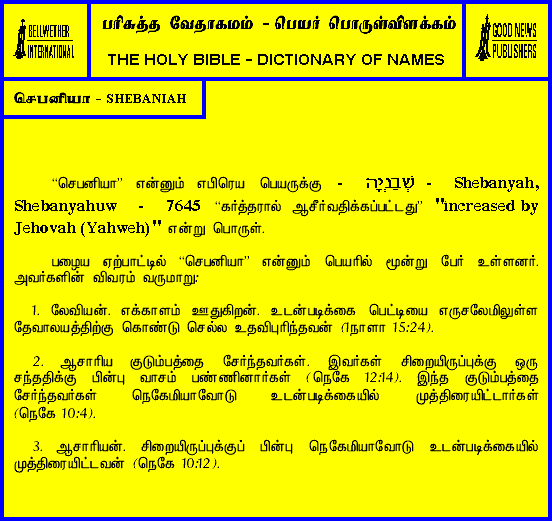 BELLWETHER
INTERNATIONAL
பரிசுத்த வேதாகமம் - பெயர் பொருள்விளக்கம்
THE HOLY BIBLE - DICTIONARY OF NAMES
GOOD NEWS
PUBLISHERS
செபனியா - SHEBANIAH
“செபனியா” என்னும் எபிரெய பெயருக்கு - שְׁבַנְיָה - Shebanyah,
Shebanyahuw - 7645 “கர்த்தரால் ஆசீர்வதிக்கப்பட்டது” "increased by
Jehovah (Yahweh)" என்று பொருள்.
பழைய ஏற்பாட்டில் “செபனியா” என்னும் பெயரில் மூன்று பேர் உள்ளனர்.
அவர்களின் விவரம் வருமாறு:
1. லேவியன். எக்காளம் ஊதுகிறன். உடன்படிக்கை பெட்டியை எருசலேமிலுள்ள
தேவாலயத்திற்கு கொண்டு செல்ல உதவிபுரிந்தவன் (1நாளா 15:24).
2. ஆசாரிய குடும்பத்தை சேர்ந்தவர்கள். இவர்கள் சிறையிருப்புக்கு ஒரு
சந்ததிக்கு பின்பு வாசம் பண்ணினார்கள் (நெகே 12:14). இந்த குடும்பத்தை
சேர்ந்தவர்கள் நெகேமியாவோடு உடன்படிக்கையில் முத்திரையிட்டார்கள்
(நெகே 10:4).
3. ஆசாரியன். சிறையிருப்புக்குப் பின்பு நெகேமியாவோடு உடன்படிக்கையில்
முத்திரையிட்டவன் (நெகே 10:12).